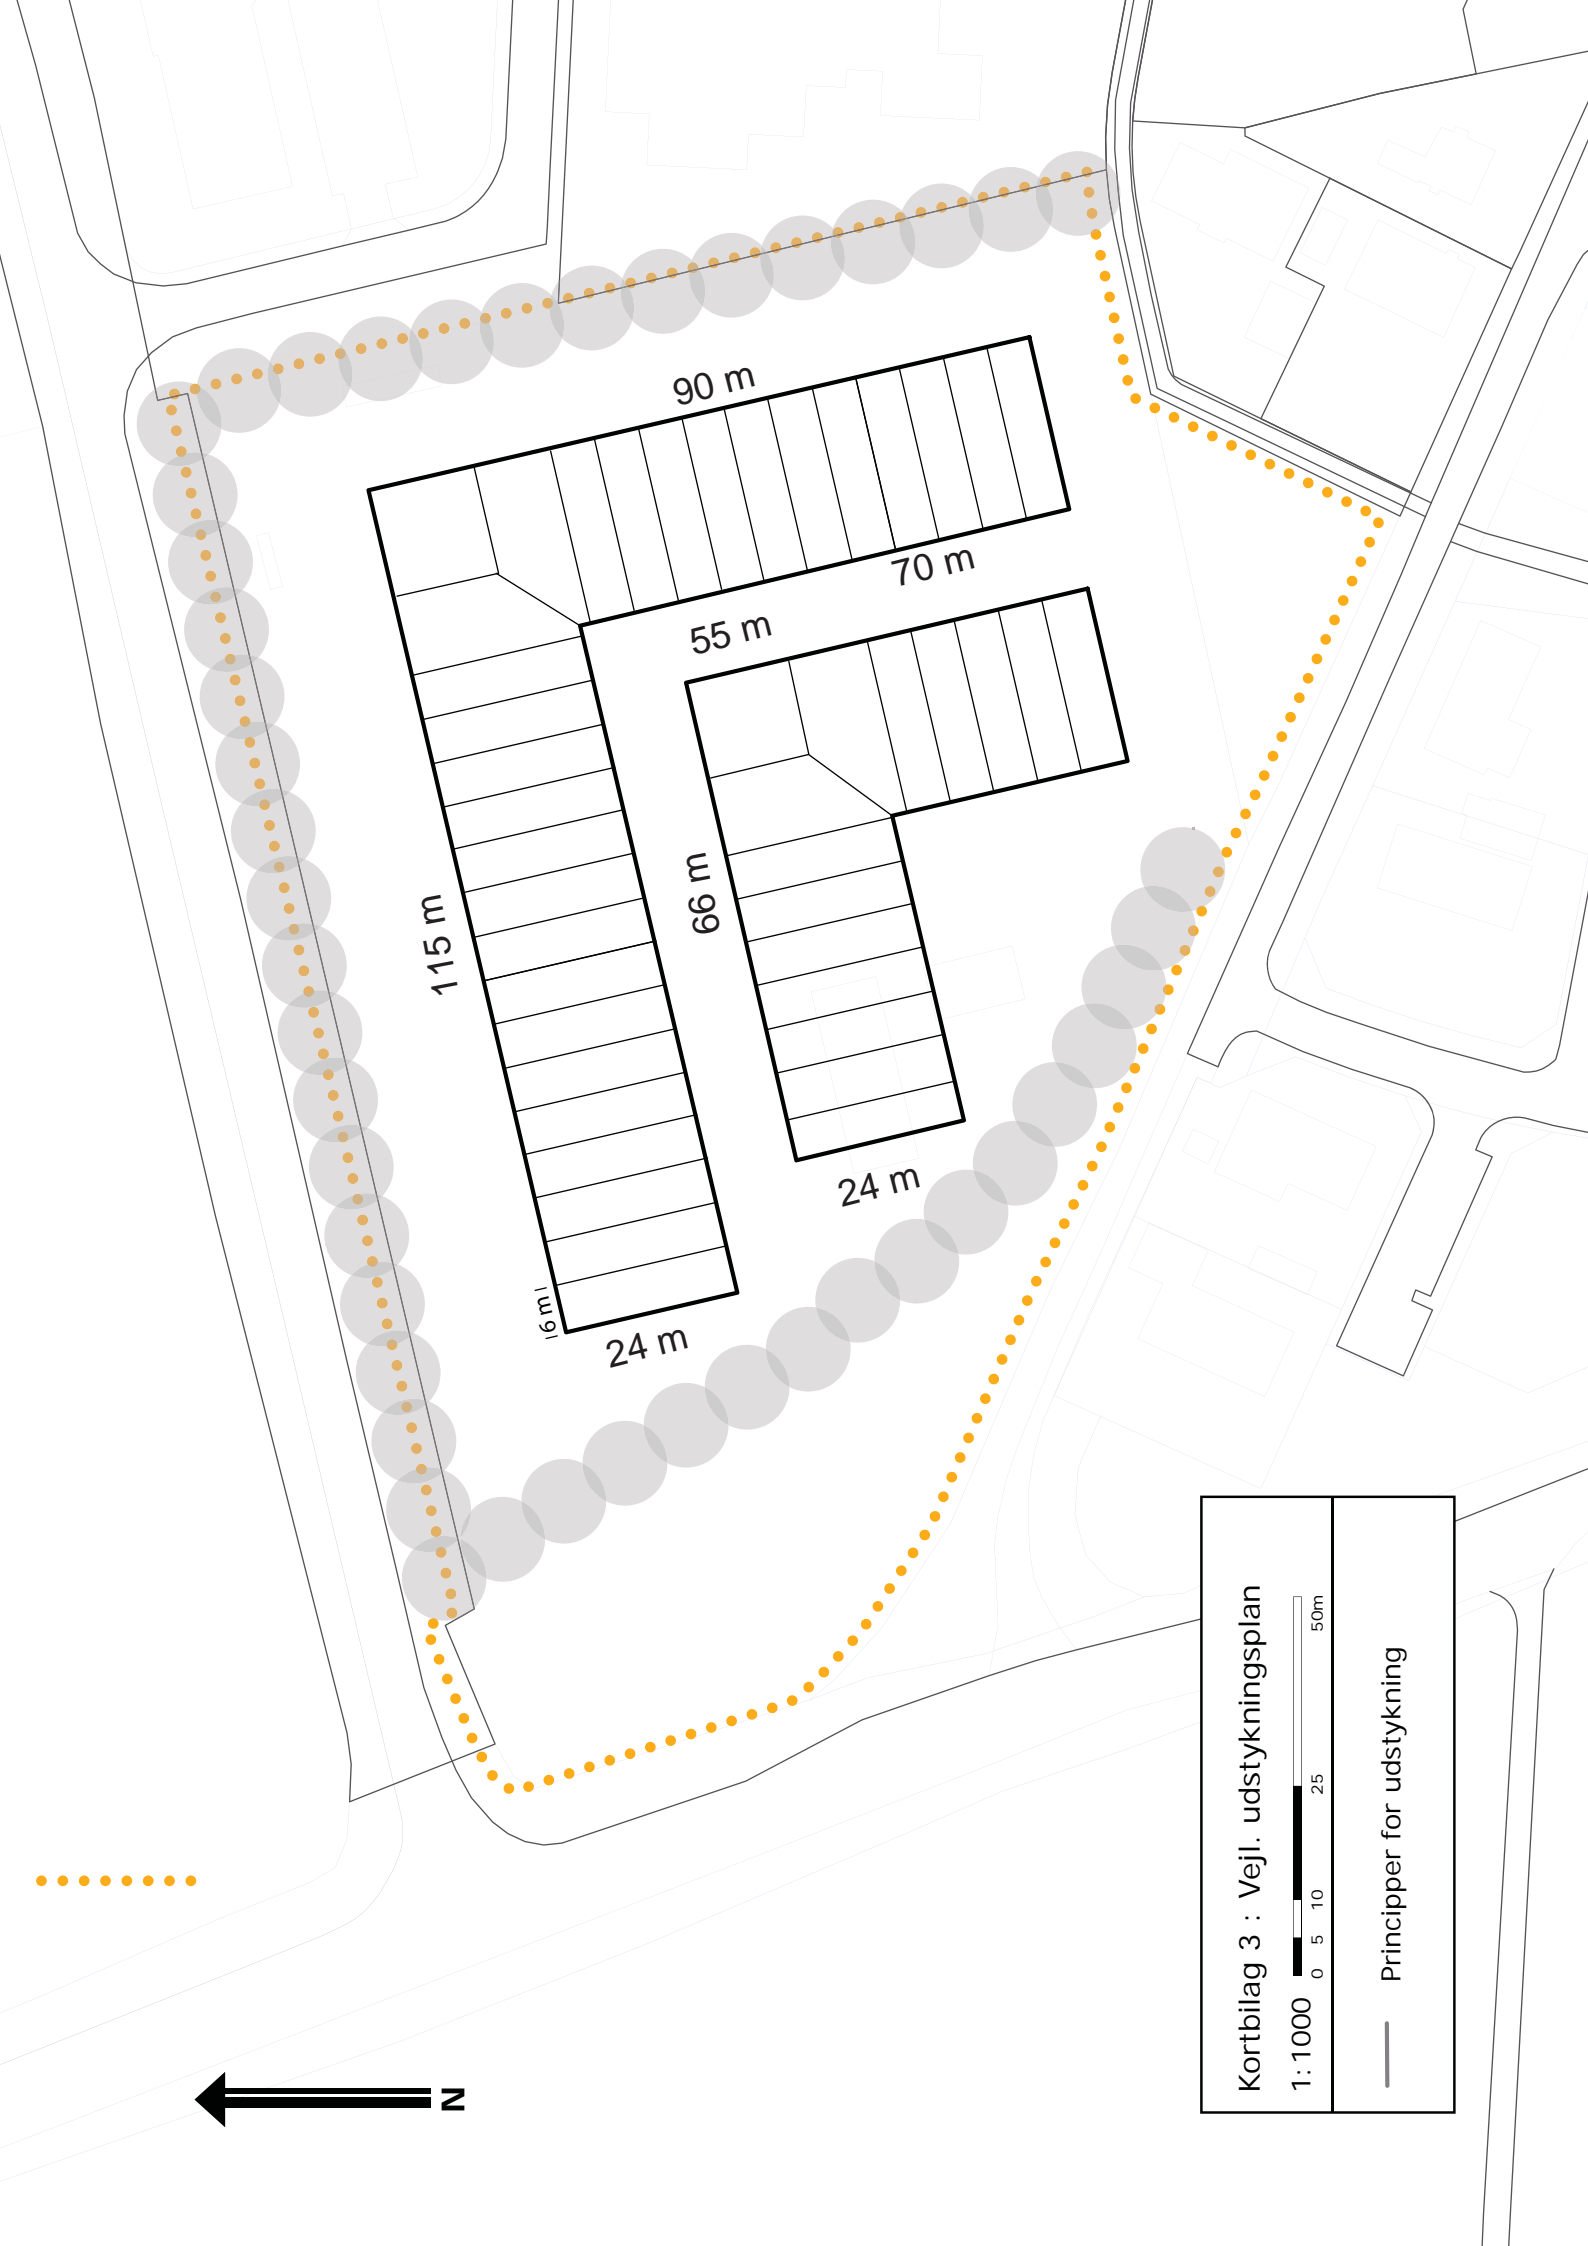 90 m
70 m
55 m
115 m
66 m
24 m
6 m
24 m
Kortbilag 3 : Vejl. udstykningsplan
1: 1000
0 5 10 25 50m
Principper for udstykning
N